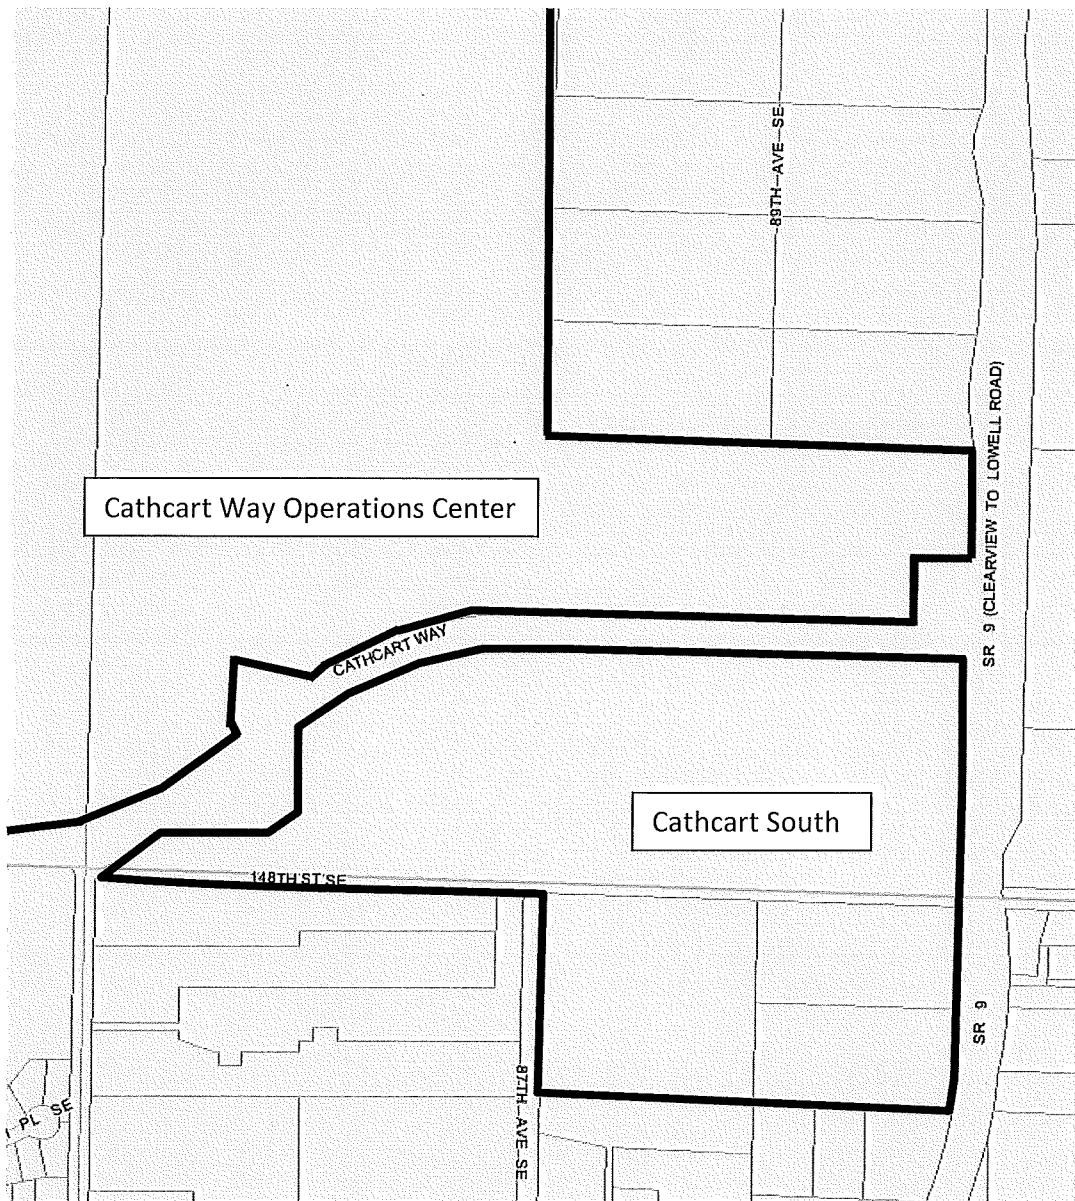 89TH AVE SE
SR 9 (CLEARVIEW TO LOWELL ROAD)
Cathcart Way Operations Center
CATHCART WAY
Cathcart South
148TH ST SE
SR 9
87TH AVE SE
PL SE